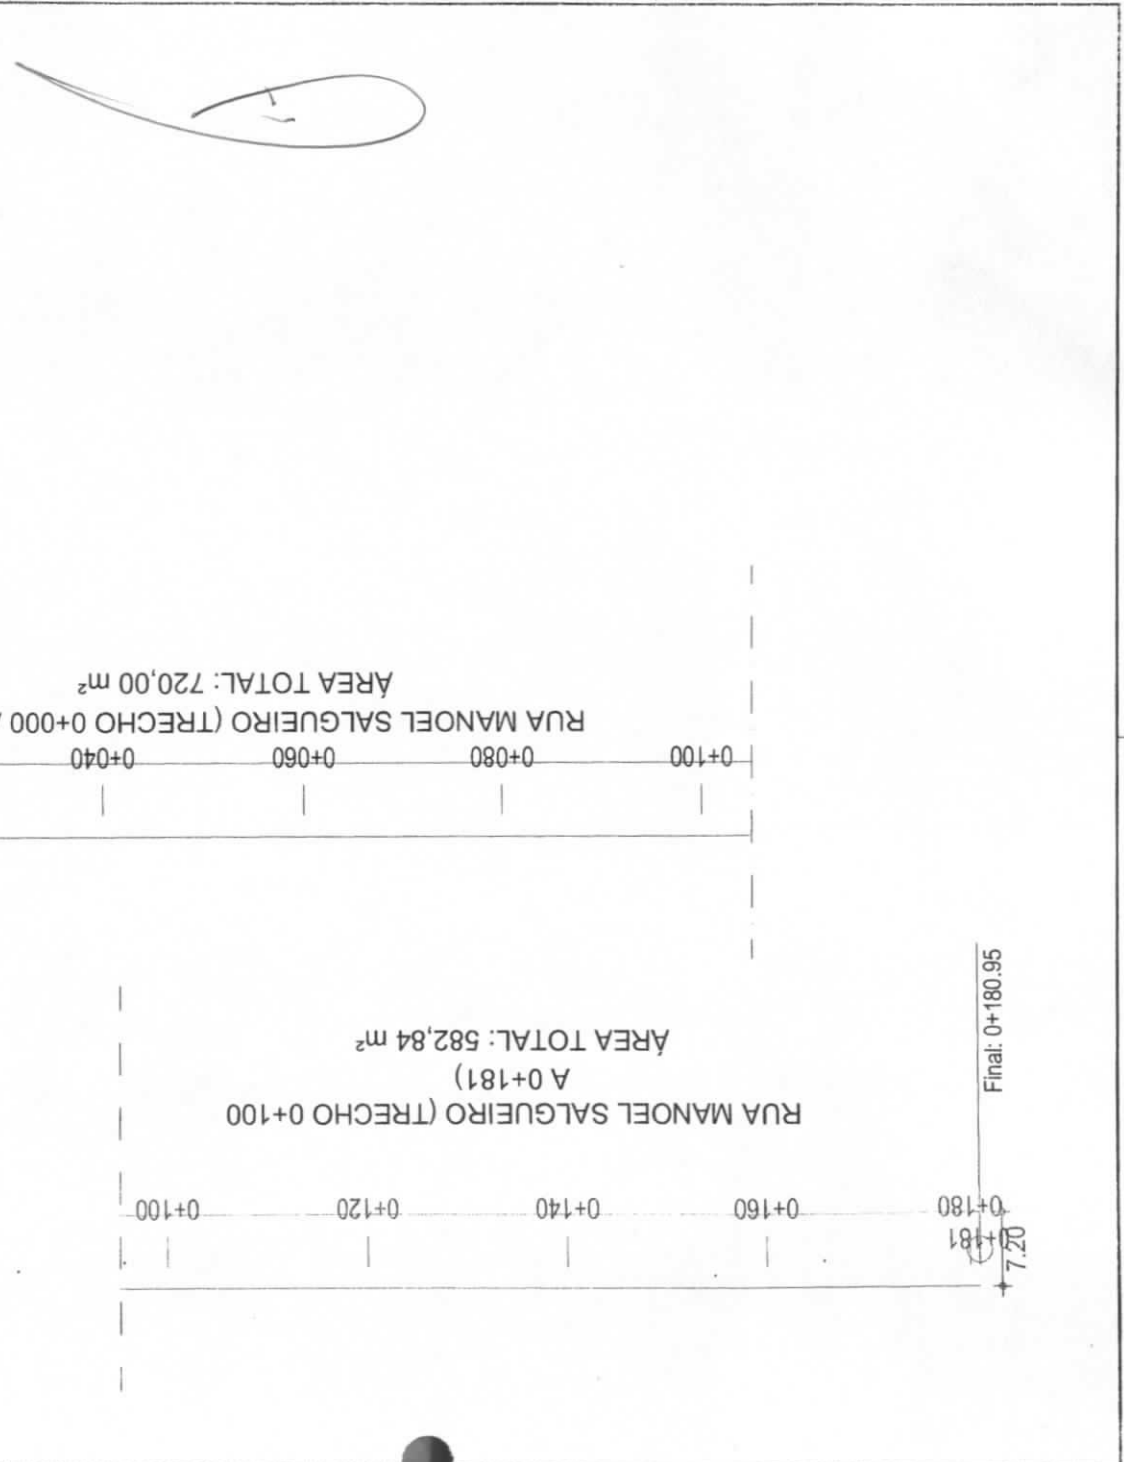 RUA MANOEL SALGUEIRO (TRECHO 0+100
A 0+181)
ÁREA TOTAL: 582,84 m²
0+181
0+180
0+160
0+140
0+120
0+100
7.20
Final: 0+180.95
0+100
0+080
0+060
0+040
RUA MANOEL SALGUEIRO (TRECHO 0+000
ÁREA TOTAL: 720,00 m²